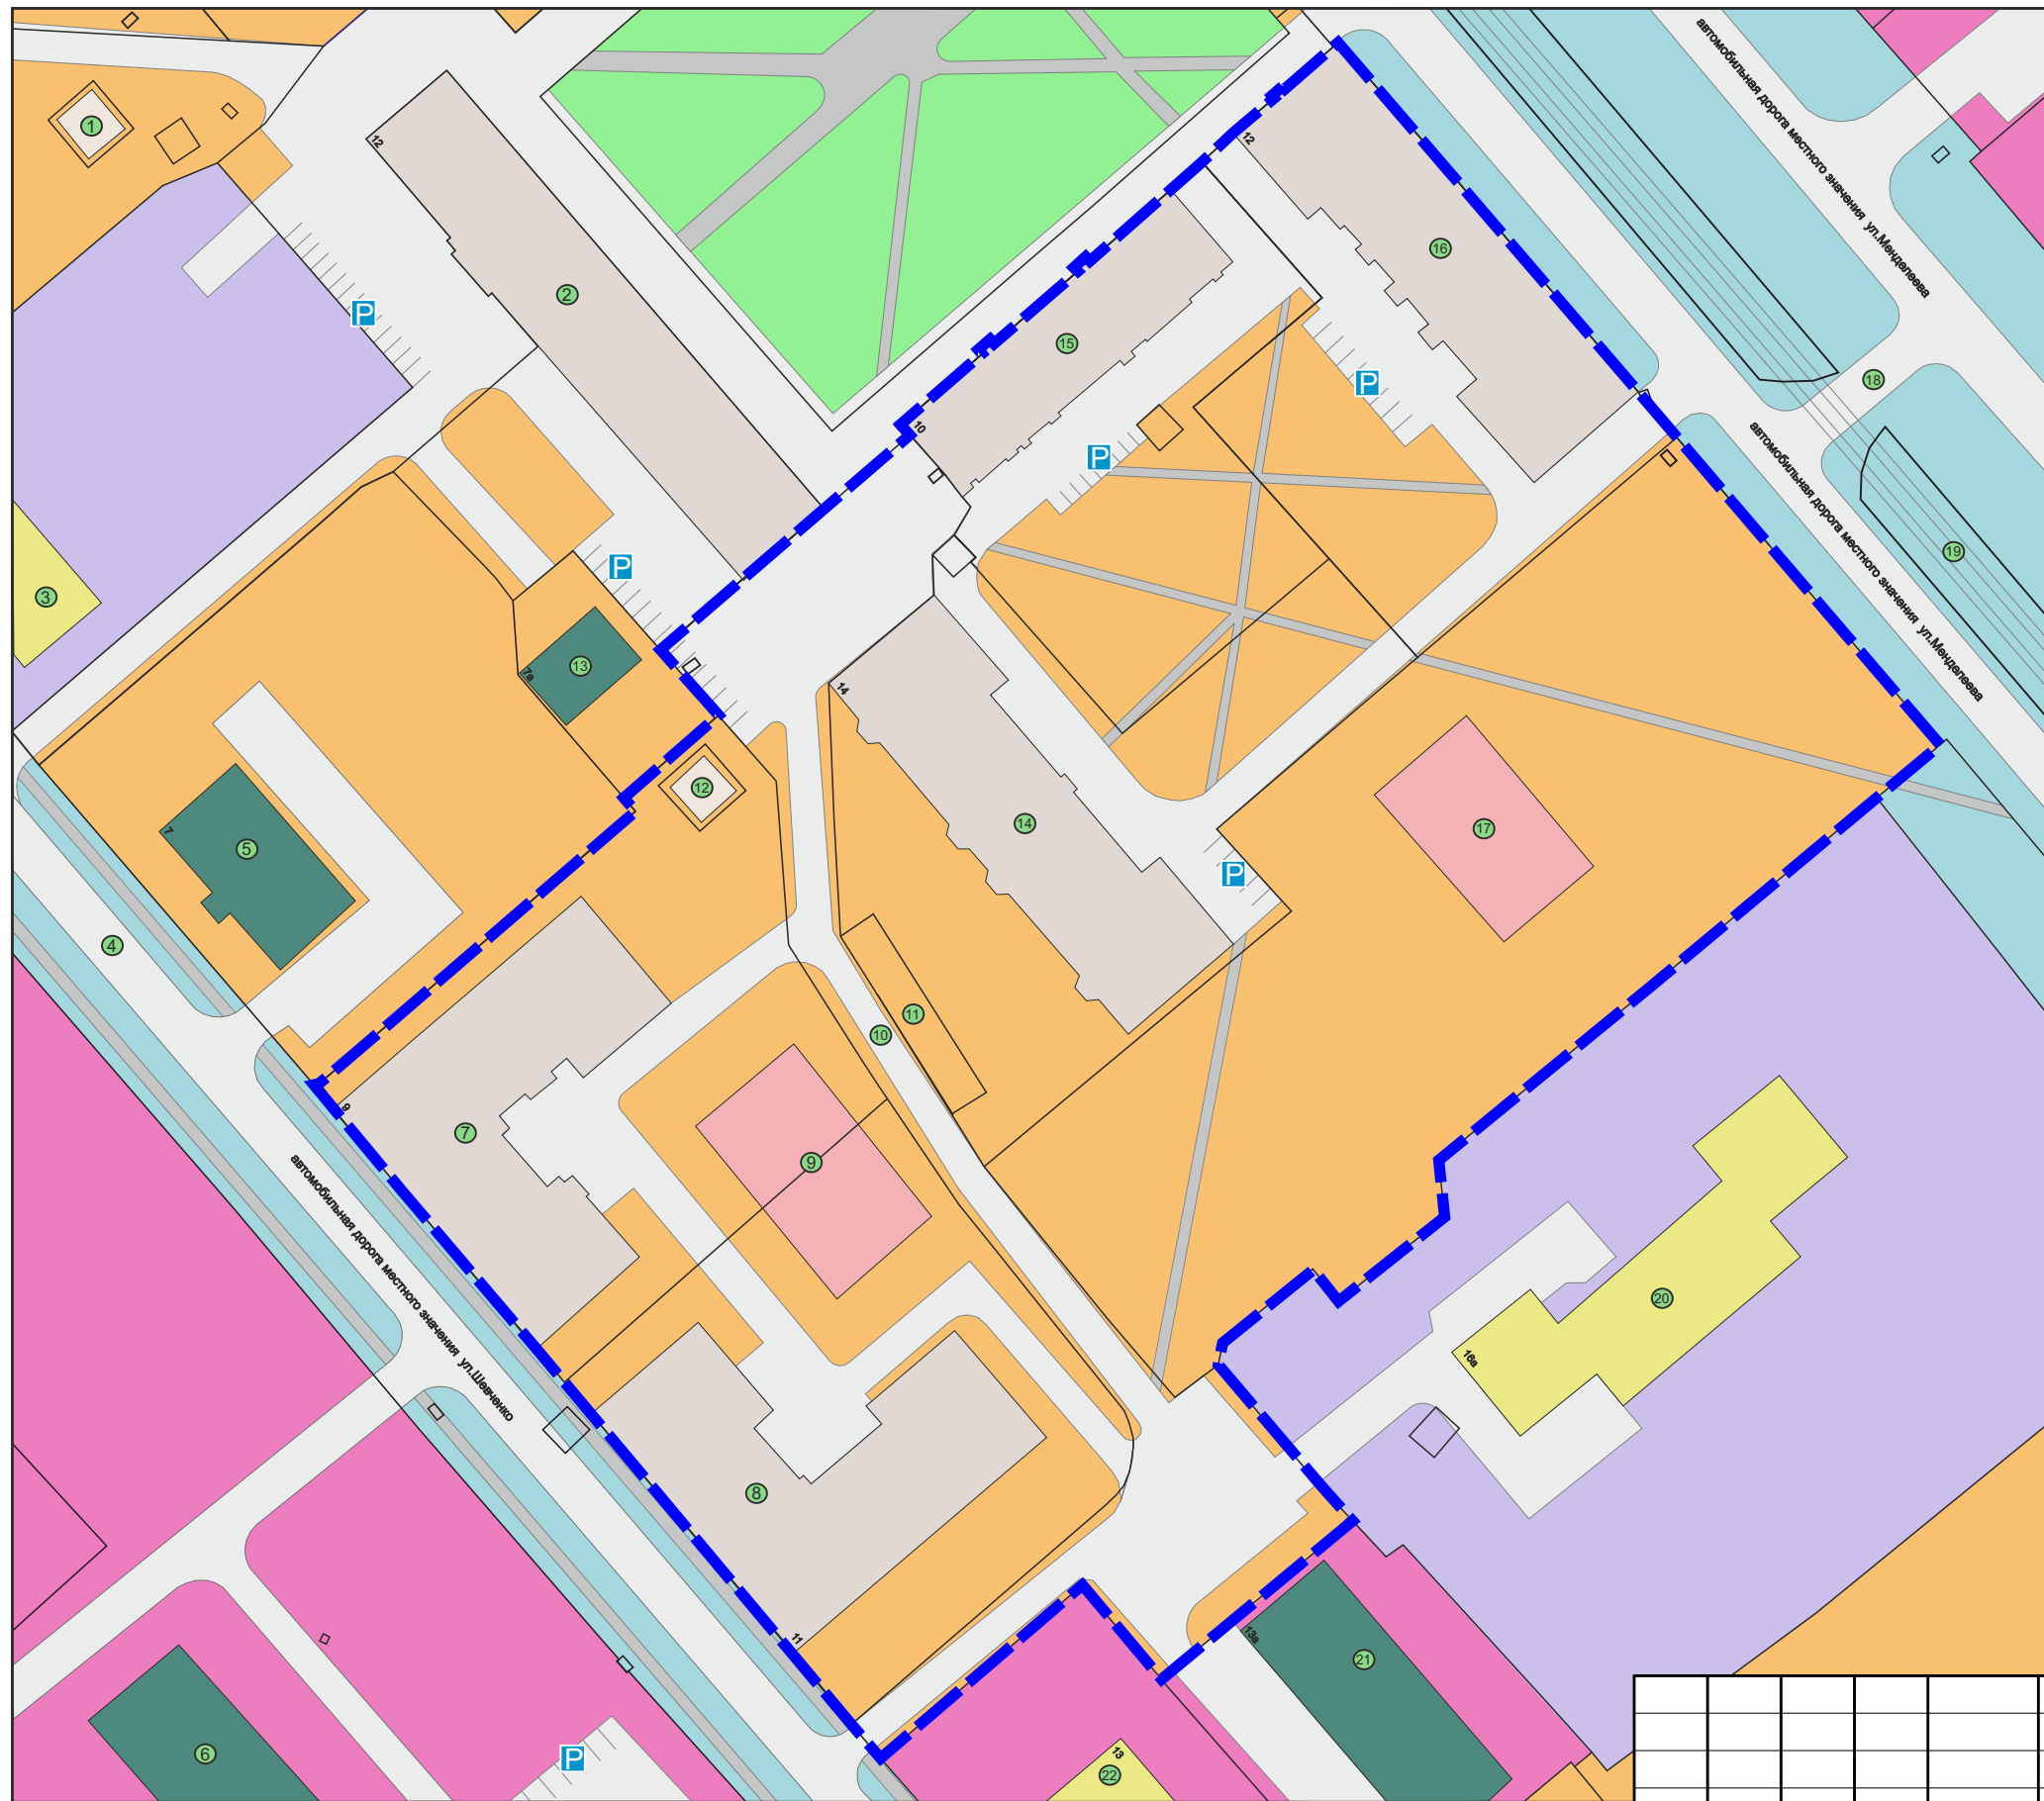 автомобильная дорога местного значения ул.Менделеева
1
12
12
16
2
P
15
18
P
10
P
автомобильная дорога местного значения ул.Менделеева
19
P
3
13
7а
14
12
14
17
7
5
P
4
11
10
9
7
9
автомобильная дорога местного значения ул.Шевченко
20
16а
8
11
13а
21
6
P
13
22